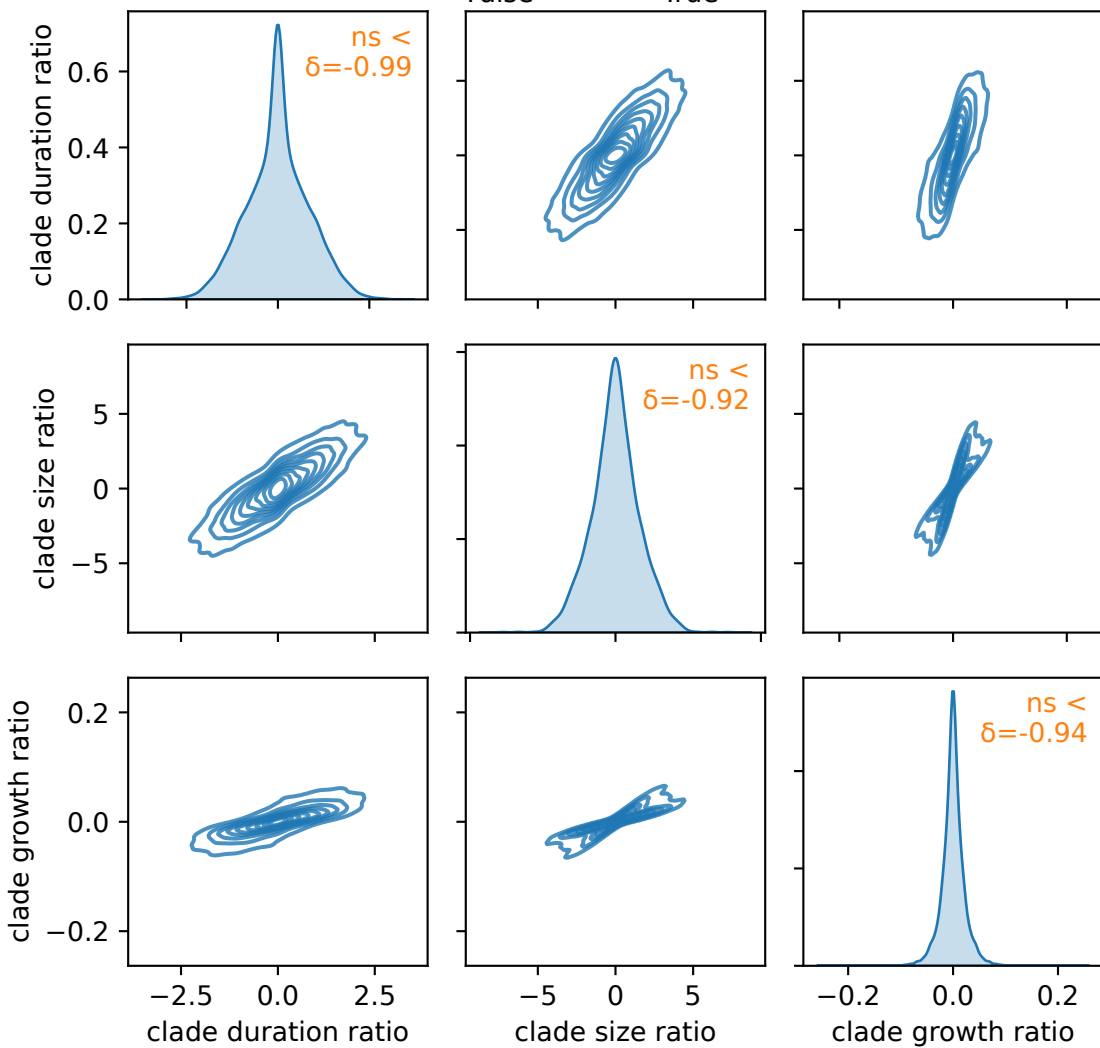 clade duration ratio
0.6
0.4
0.2
0.0
ns <
δ=-0.99
clade size ratio
5
0
−5
ns <
δ=-0.92
clade growth ratio
0.2
0.0
−0.2
ns <
δ=-0.94
−2.5 0.0 2.5
−5 0 5
−0.2 0.0 0.2
clade duration ratio
clade size ratio
clade growth ratio